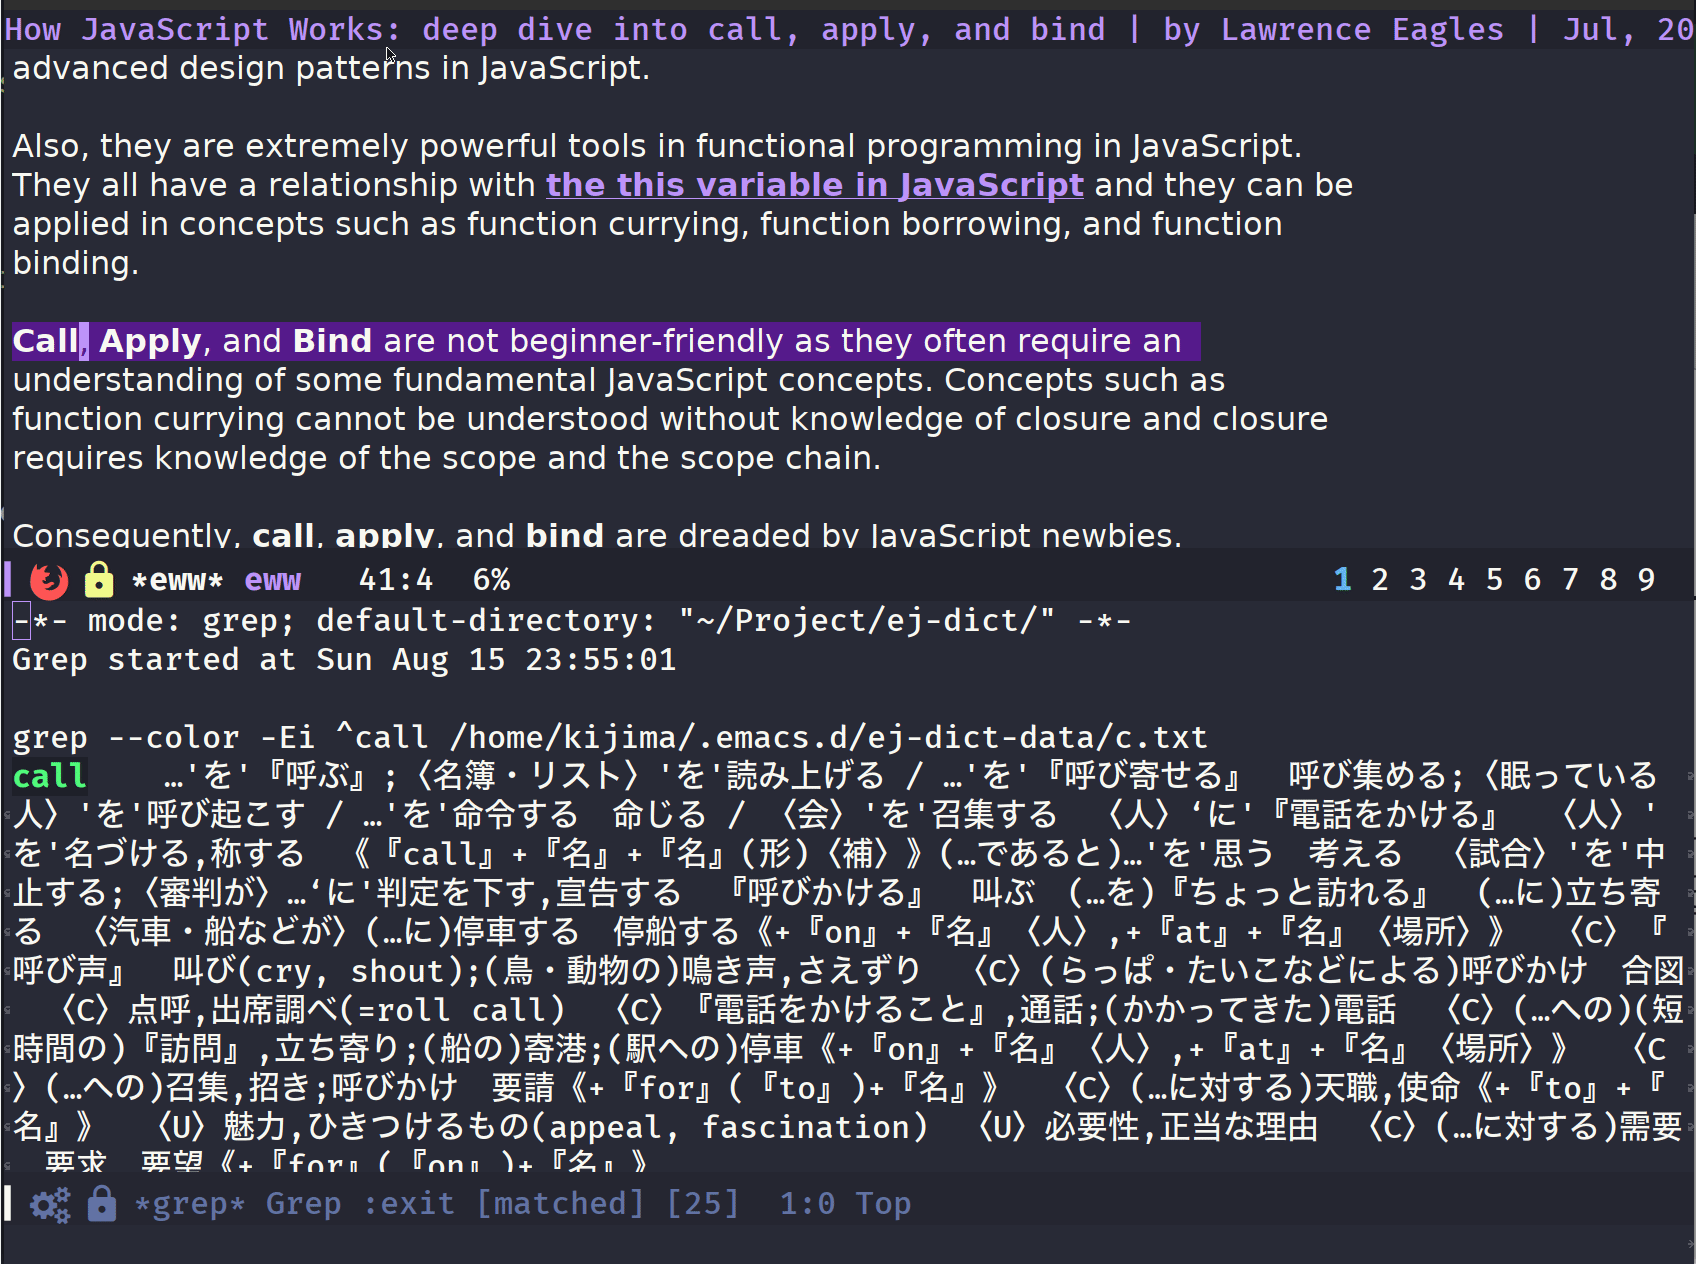 How JavaScript Works: deep dive into call, apply, and bind | by Lawrence Eagles | Jul, 20
advanced design patterns in JavaScript.
Also, they are extremely powerful tools in functional programming in JavaScript.
They all have a relationship with the this variable in JavaScript and they can be
applied in concepts such as function currying, function borrowing, and function
binding.
Call, Apply, and Bind are not beginner-friendly as they often require an
understanding of some fundamental JavaScript concepts. Concepts such as
function currying cannot be understood without knowledge of closure and closure
requires knowledge of the scope and the scope chain.
Consequently, call, apply, and bind are dreaded by JavaScript newbies.
*eww* eww 41:4 6% 1 2 3 4 5 6 7 8 9
-*- mode: grep; default-directory: "~/Project/ej-dict/" -*-
Grep started at Sun Aug 15 23:55:01
grep --color -Ei ^call /home/kijima/.emacs.d/ej-dict-data/c.txt
call …'を'『呼ぶ』;〈名簿・リスト〉'を'読み上げる / …'を'『呼び寄せる』　呼び集める;〈眠っている
人〉'を'呼び起こす / …'を'命令する　命じる / 〈会〉'を'召集する　〈人〉‘に'『電話をかける』　〈人〉'
を'名づける,称する　《『call』+『名』+『名』(形)〈補〉》(…であると)…'を'思う　考える　〈試合〉'を'中
止する;〈審判が〉…‘に'判定を下す,宣告する　『呼びかける』　叫ぶ　(…を)『ちょっと訪れる』　(…に)立ち寄
る　〈汽車・船などが〉(…に)停車する　停船する《+『on』+『名』〈人〉,+『at』+『名』〈場所〉》　〈C〉『
呼び声』　叫び(cry, shout);(鳥・動物の)鳴き声,さえずり　〈C〉(らっぱ・たいこなどによる)呼びかけ　合図
〈C〉点呼,出席調べ(=roll call)　〈C〉『電話をかけること』,通話;(かかってきた)電話　〈C〉(…への)(短
時間の)『訪問』,立ち寄り;(船の)寄港;(駅への)停車《+『on』+『名』〈人〉,+『at』+『名』〈場所〉》　〈C
〉(…への)召集,招き;呼びかけ　要請《+『for』(『to』)+『名』》　〈C〉(…に対する)天職,使命《+『to』+『
名』》　〈U〉魅力,ひきつけるもの(appeal, fascination)　〈U〉必要性,正当な理由　〈C〉(…に対する)需要
要求　要望《+『for』(『on』)+『名』》
*grep* Grep :exit [matched] [25] 1:0 Top